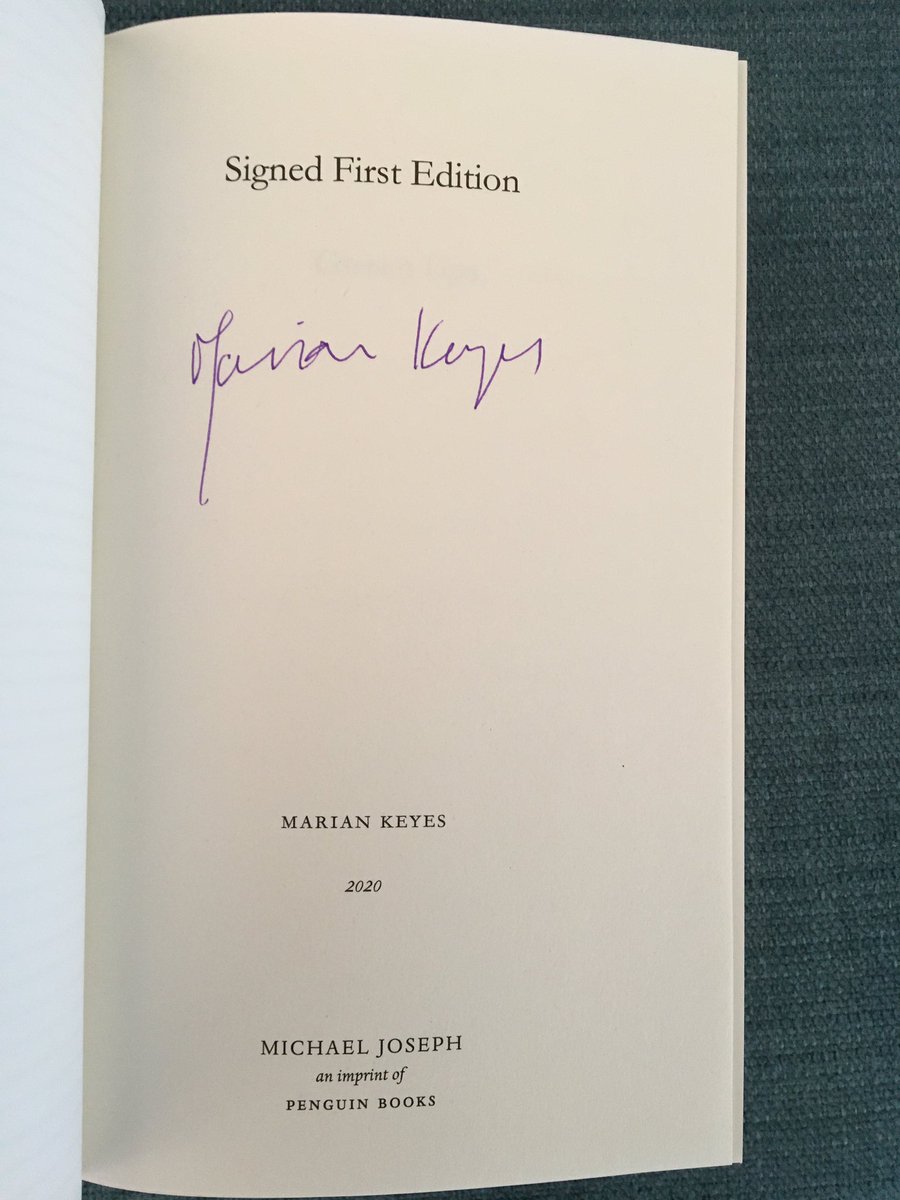 Signed First Edition
Marian Keyes
MARIAN KEYES
2020
MICHAEL JOSEPH
an imprint of
PENGUIN BOOKS